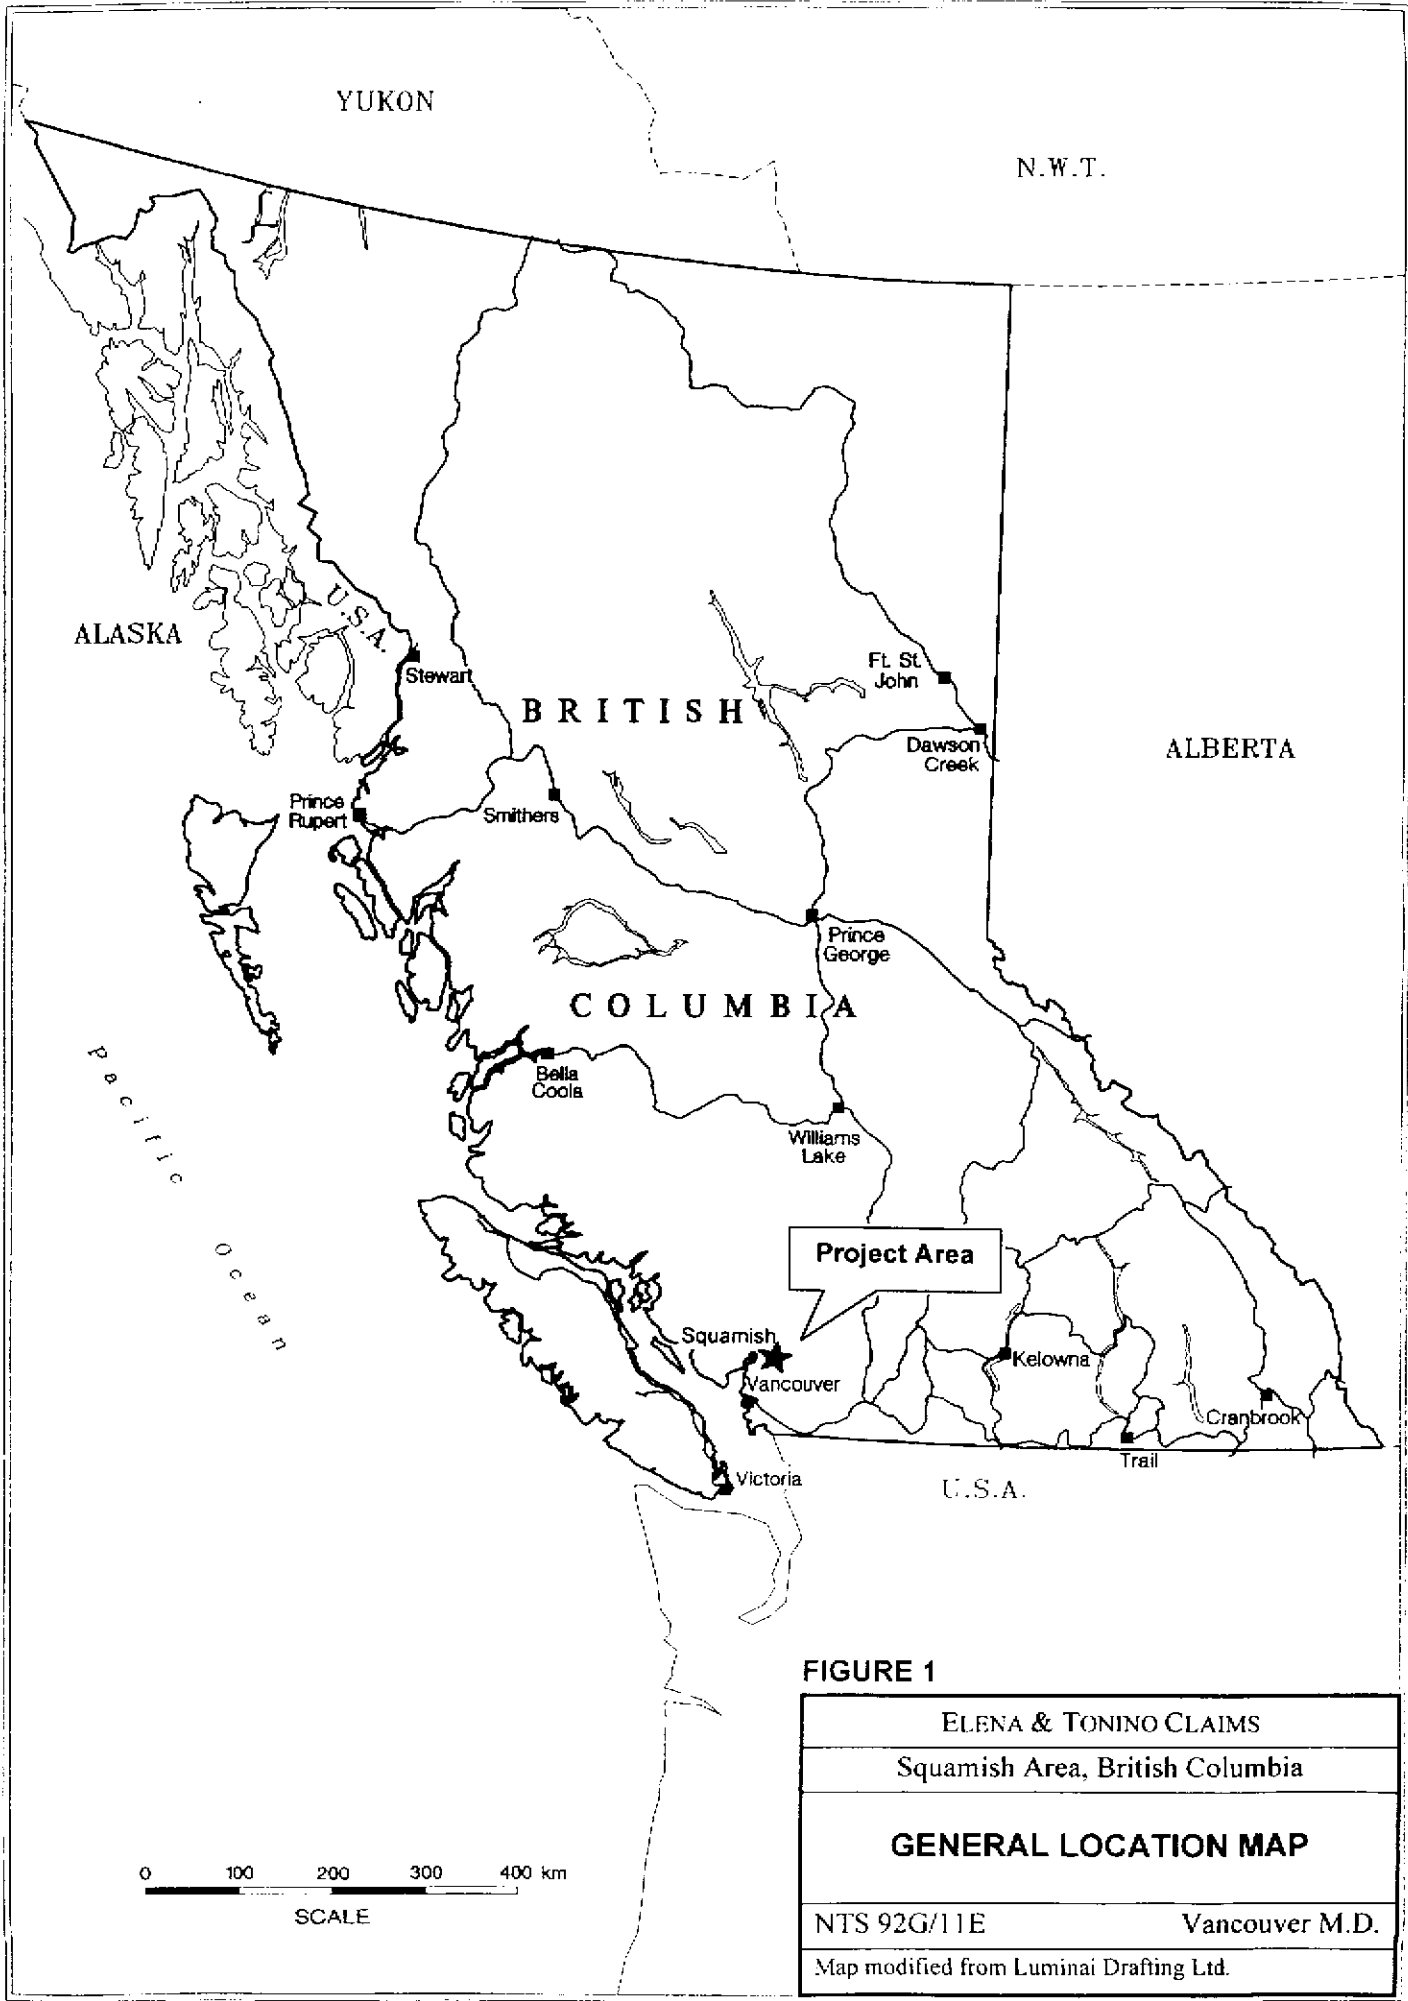 YUKON
N.W.T.
ALASKA
U.S.A.
Stewart
BRITISH
Ft. St.
John
Dawson
Creek
ALBERTA
Prince
Rupert
Smithers
Prince
George
COLUMBIA
Bella
Coola
Williams
Lake
Pacific
Ocean
Project Area
Squamish
Vancouver
Kelowna
Cranbrook
Trail
Victoria
U.S.A.
FIGURE 1
ELENA & TONINO CLAIMS
Squamish Area, British Columbia
GENERAL LOCATION MAP
NTS 92G/11E Vancouver M.D.
Map modified from Luminai Drafting Ltd.
0 100 200 300 400 km
SCALE